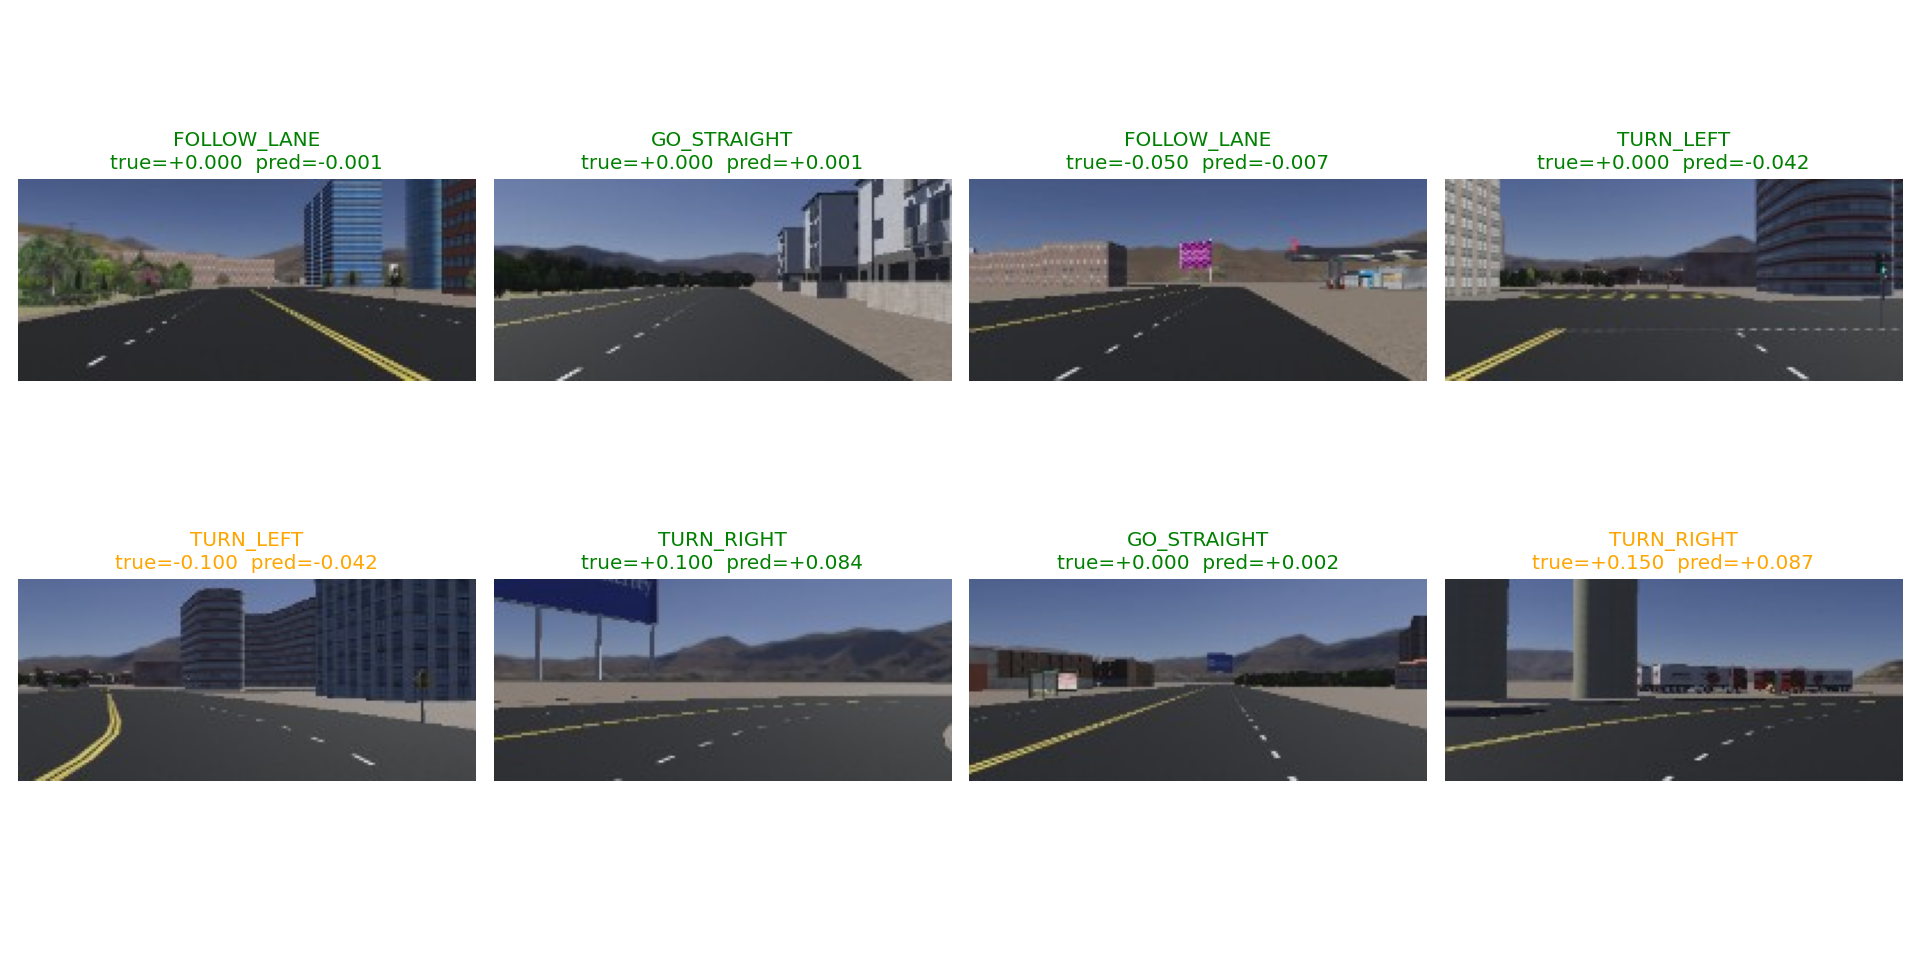 FOLLOW_LANE
true=+0.000 pred=-0.001
GO_STRAIGHT
true=+0.000 pred=+0.001
FOLLOW_LANE
true=-0.050 pred=-0.007
TURN_LEFT
true=+0.000 pred=-0.042
TURN_LEFT
true=-0.100 pred=-0.042
TURN_RIGHT
true=+0.100 pred=+0.084
GO_STRAIGHT
true=+0.000 pred=+0.002
TURN_RIGHT
true=+0.150 pred=+0.087